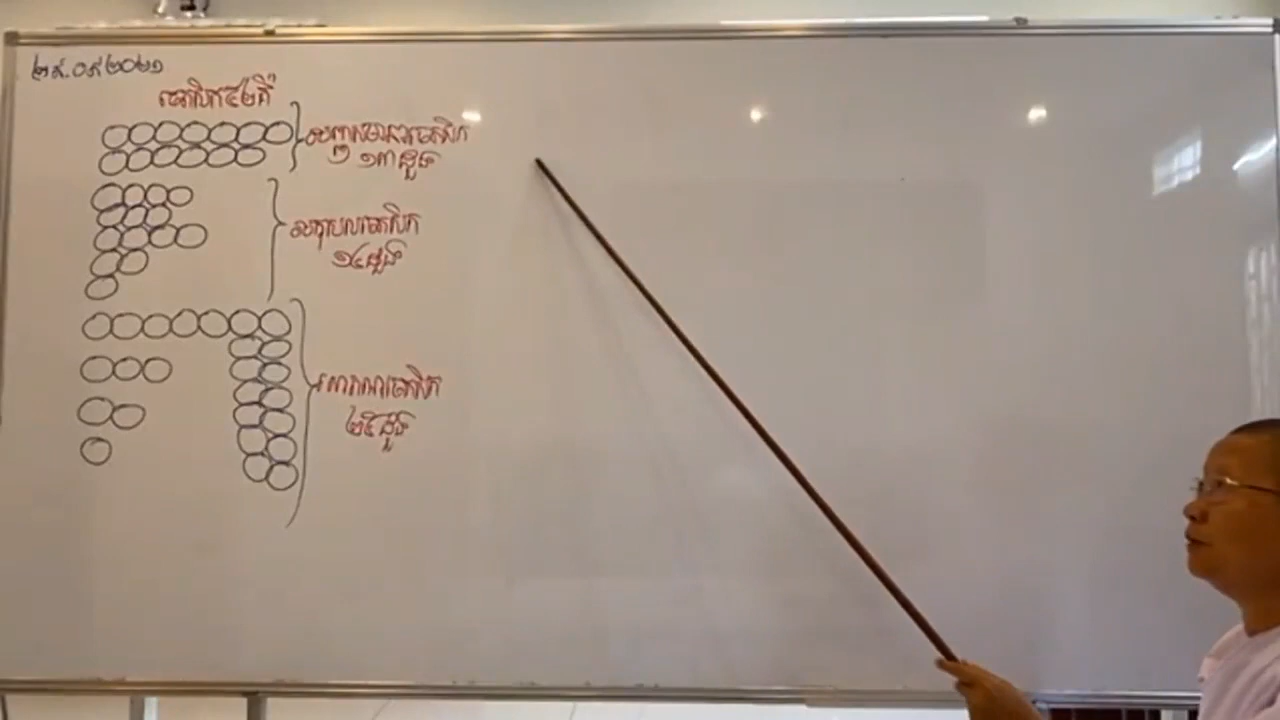 ២៩.០៩២០២១
ចេតសិក៥២គឺ
អញ្ញសមានាចេតសិក
១៣ដួង
អកុសលចេតសិក
១៤ដួង
សោភណចេតសិក
២៥ដួង